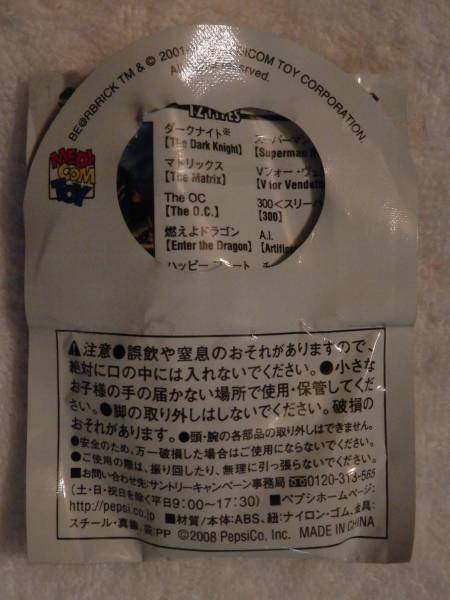 BE@RBRICK TM & © 2001- MEDICOM TOY CORPORATION.
All rights reserved.
MEDI
COM
TOY
12 TYPES
ダークナイト※
【The Dark Knight】
マトリックス
【The Matrix】
The OC
【The O.C.】
燃えよドラゴン
【Enter the Dragon】
ハッピー フィート
スーパーマン
【Superman
Vフォー・ヴェ
【V for Vendetta
300<スリーハ
【300】
A.I.
【Artificial
⚠注意●誤飲や窒息のおそれがありますので、
絶対に口の中には入れないでください。●小さな
お子様の手の届かない場所で使用・保管してくだ
さい。●脚の取り外しはしないでください。破損の
おそれがあります。●頭・腕の各部品の取り外しはできません。
●安全のため、万一破損した場合はご使用にならないでください。
●ご使用の際は、振り回したり、無理に引っ張らないでください。
■お問い合わせ先:サントリーキャンペーン事務局 0120-313-565
(土・日・祝日を除く平日9:00〜17:30) ■ペプシホームページ:
http://pepsi.co.jp ■材質/本体:ABS、紐:ナイロン・ゴム、金具:
スチール・真鍮、袋:PP ©2008 PepsiCo, Inc. MADE IN CHINA